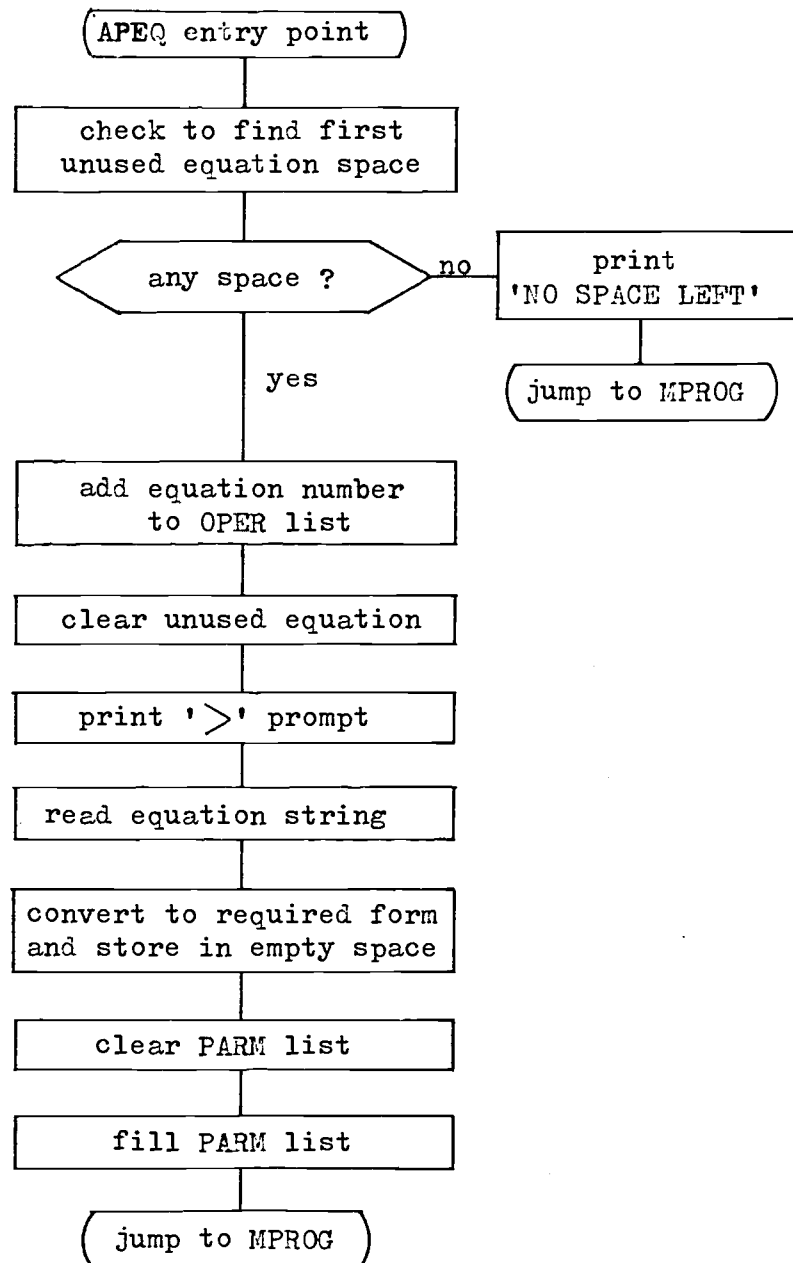 APEQ entry point
check to find first
unused equation space
any space ?
no
print
'NO SPACE LEFT'
jump to MPROG
yes
add equation number
to OPER list
clear unused equation
print '>' prompt
read equation string
convert to required form
and store in empty space
clear PARM list
fill PARM list
jump to MPROG